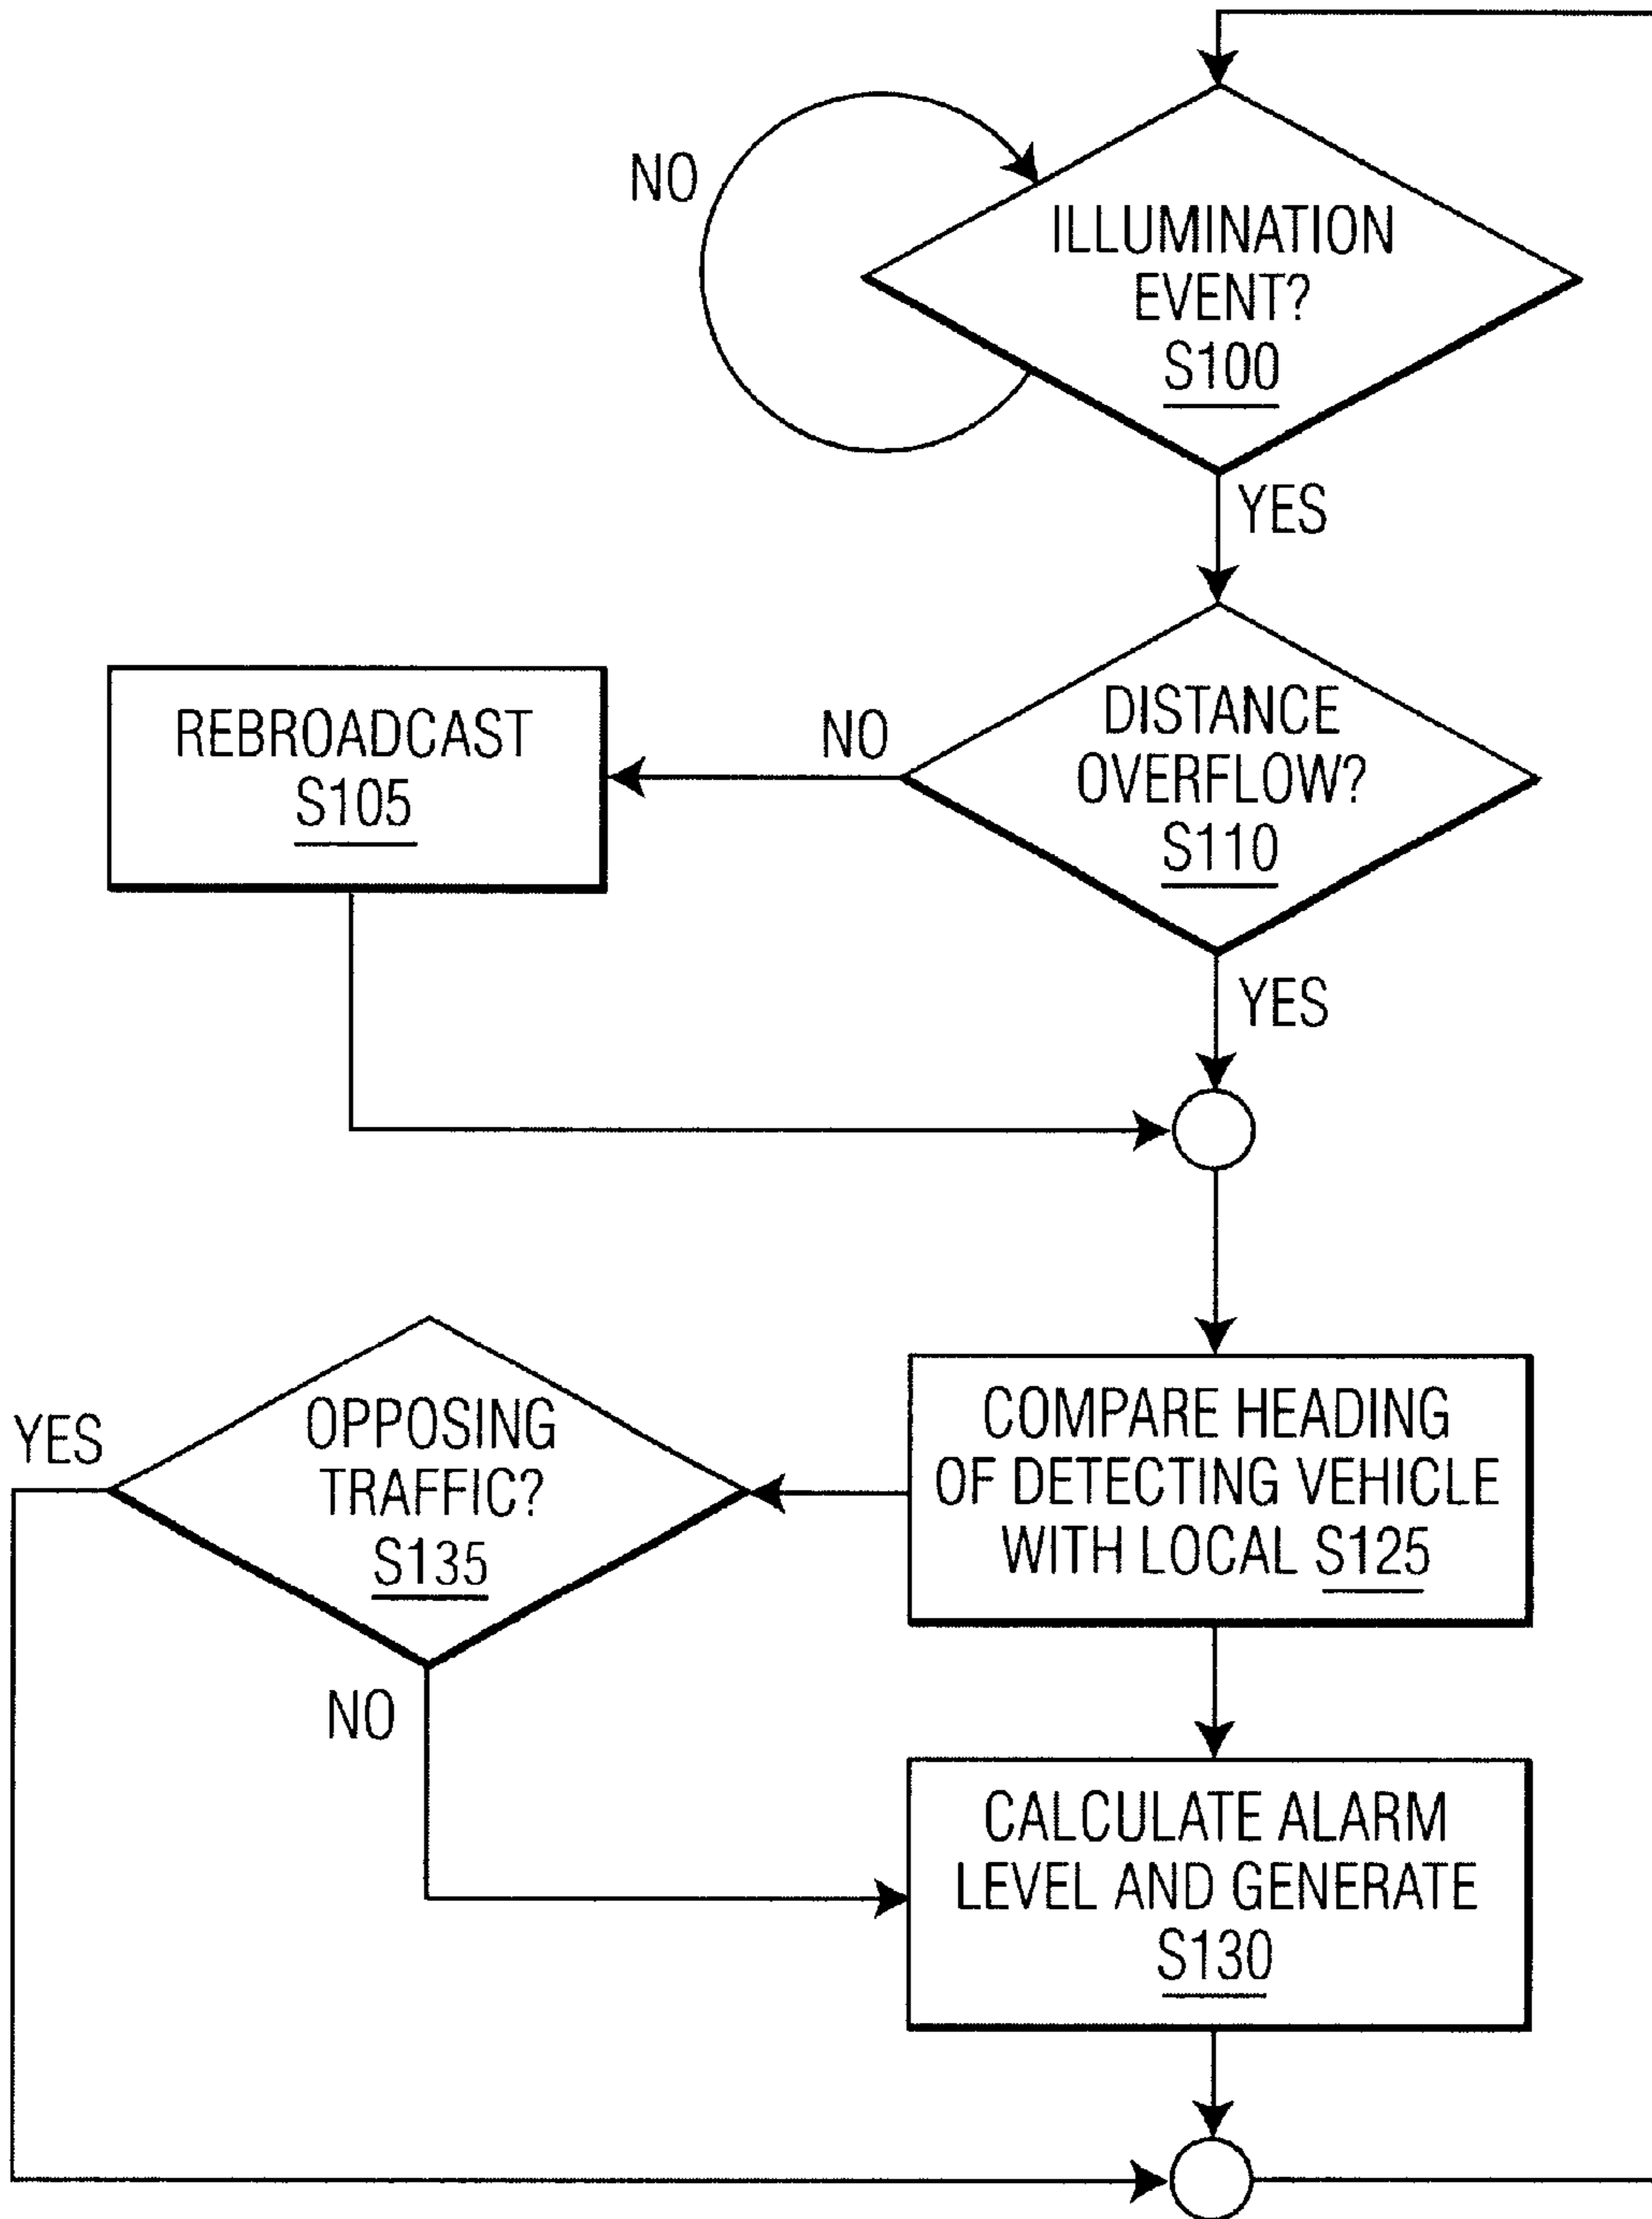 NO
ILLUMINATION
EVENT?
S100
YES
REBROADCAST
S105
NO
DISTANCE
OVERFLOW?
S110
YES
YES
OPPOSING
TRAFFIC?
S135
NO
COMPARE HEADING
OF DETECTING VEHICLE
WITH LOCAL S125
CALCULATE ALARM
LEVEL AND GENERATE
S130